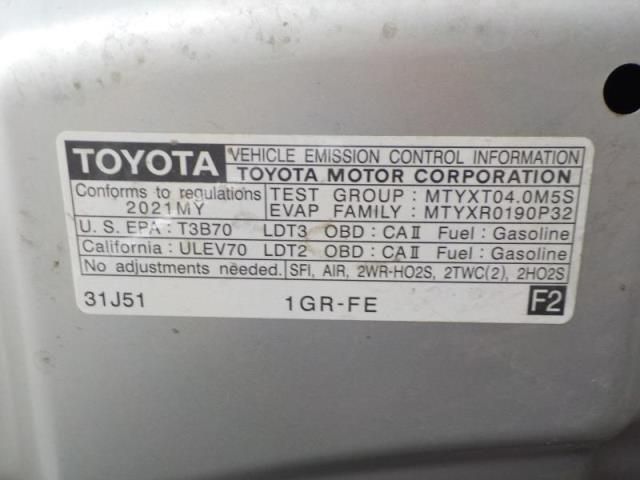 TOYOTA VEHICLE EMISSION CONTROL INFORMATION
TOYOTA MOTOR CORPORATION
Conforms to regulations TEST GROUP : MTYXT04.0M5S
2021MY EVAP FAMILY : MTYXR0190P32
U. S. EPA : T3B70 LDT3 OBD : CAⅡ Fuel : Gasoline
California : ULEV70 LDT2 OBD : CAⅡ Fuel : Gasoline
No adjustments needed. SFI, AIR, 2WR-HO2S, 2TWC(2), 2HO2S
31J51 1GR-FE F2